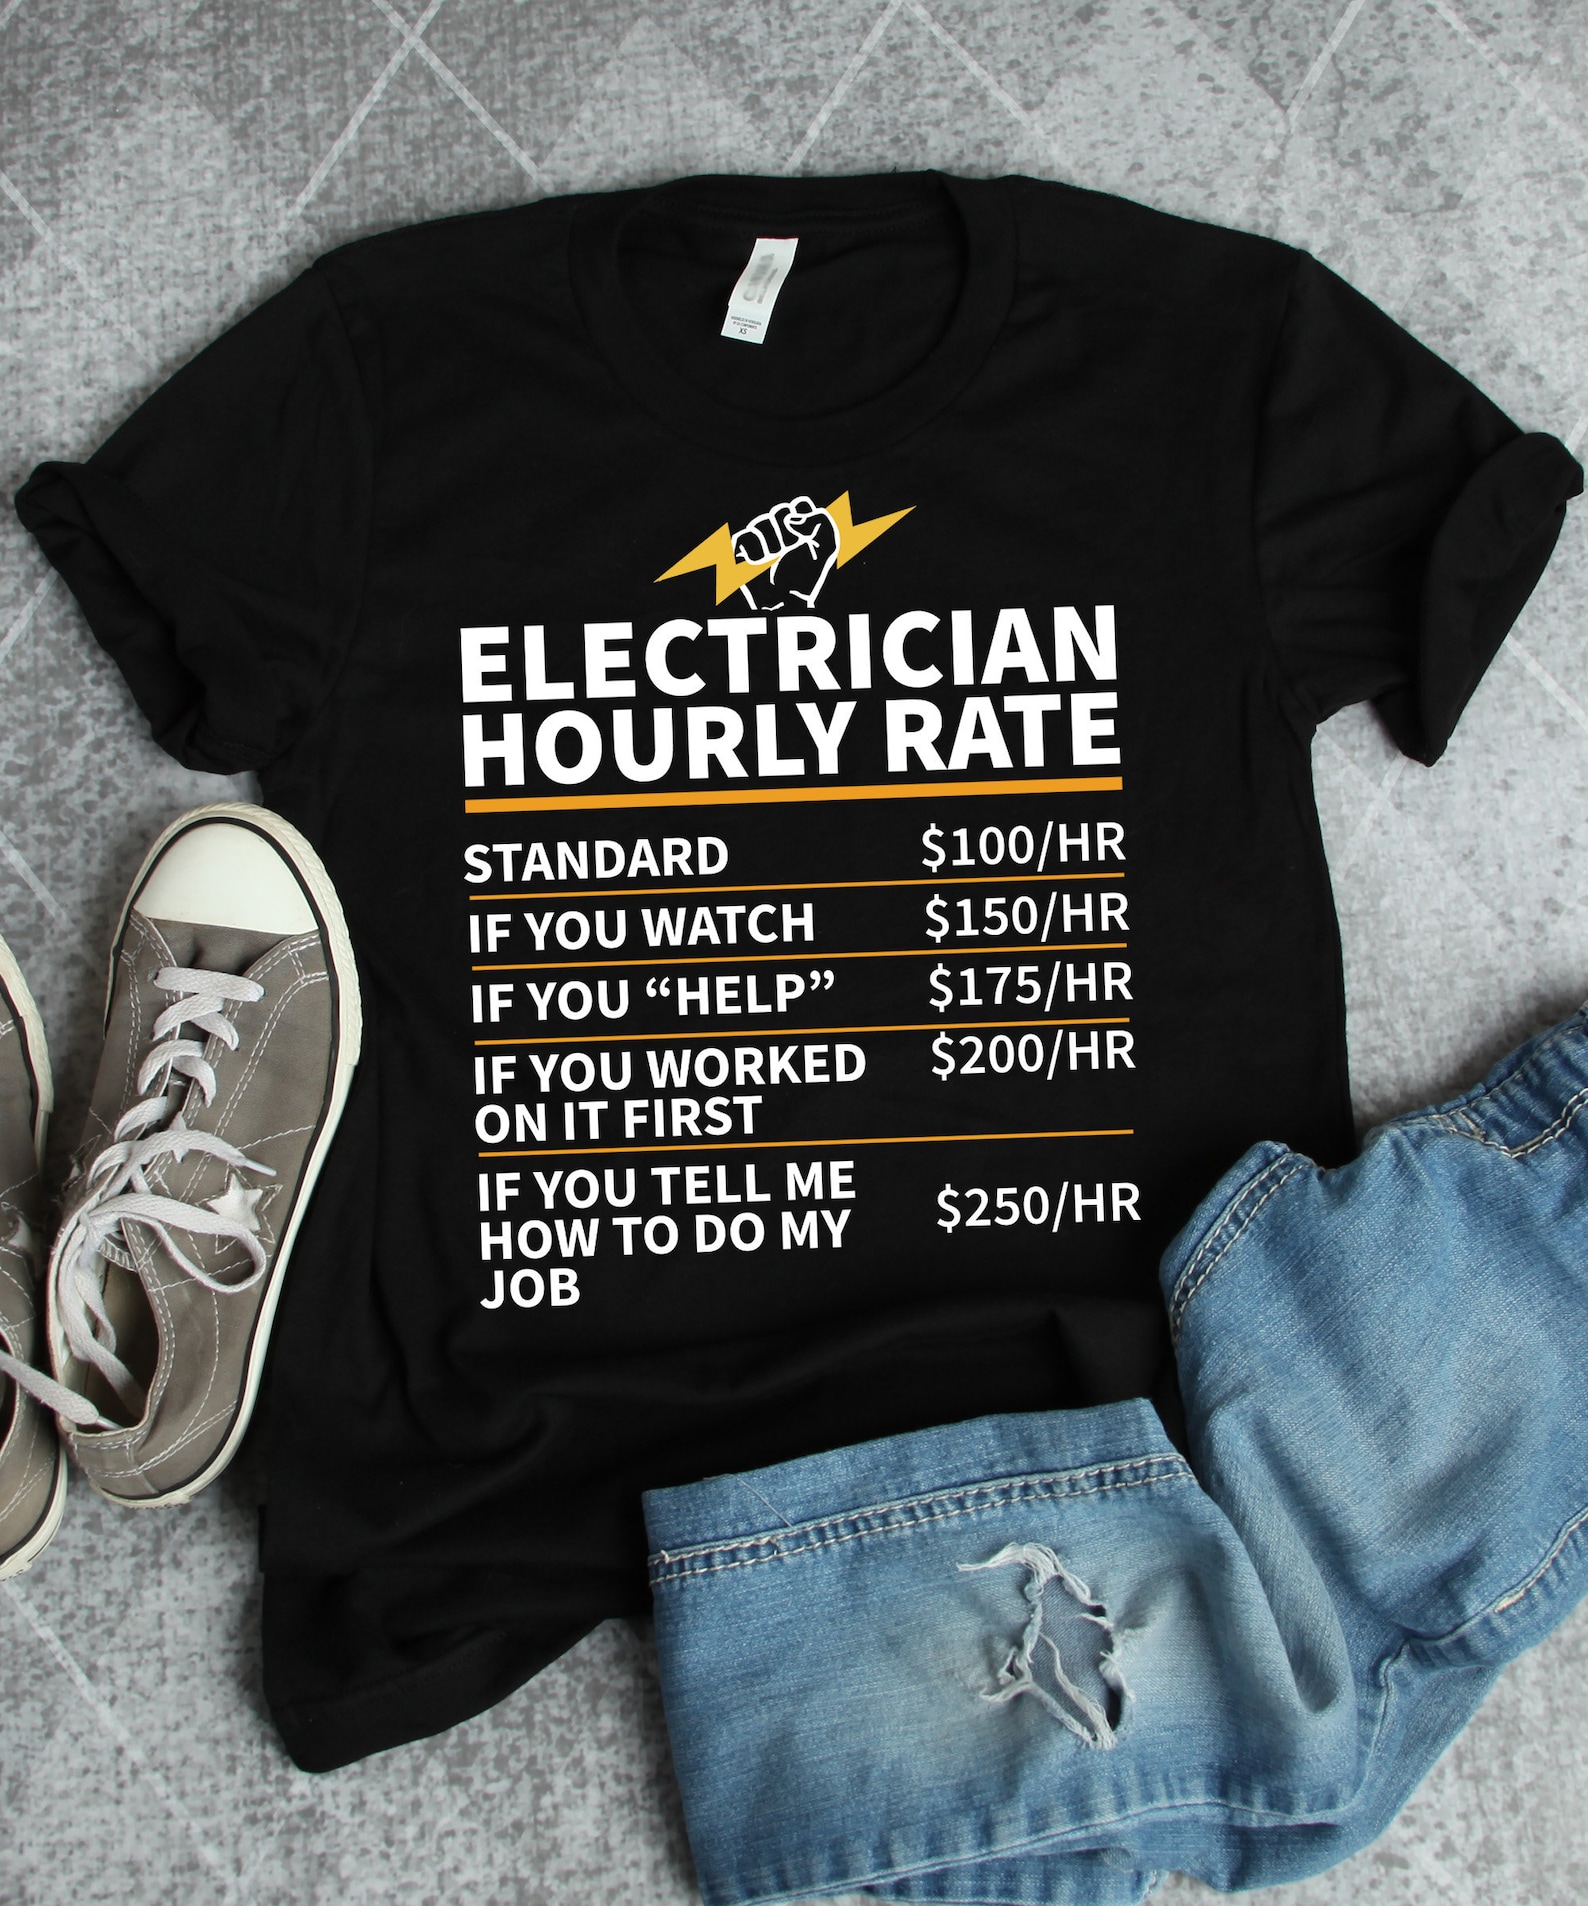 XS
ELECTRICIAN
HOURLY RATE
STANDARD $100/HR
IF YOU WATCH $150/HR
IF YOU “HELP” $175/HR
IF YOU WORKED $200/HR
ON IT FIRST
IF YOU TELL ME
HOW TO DO MY $250/HR
JOB